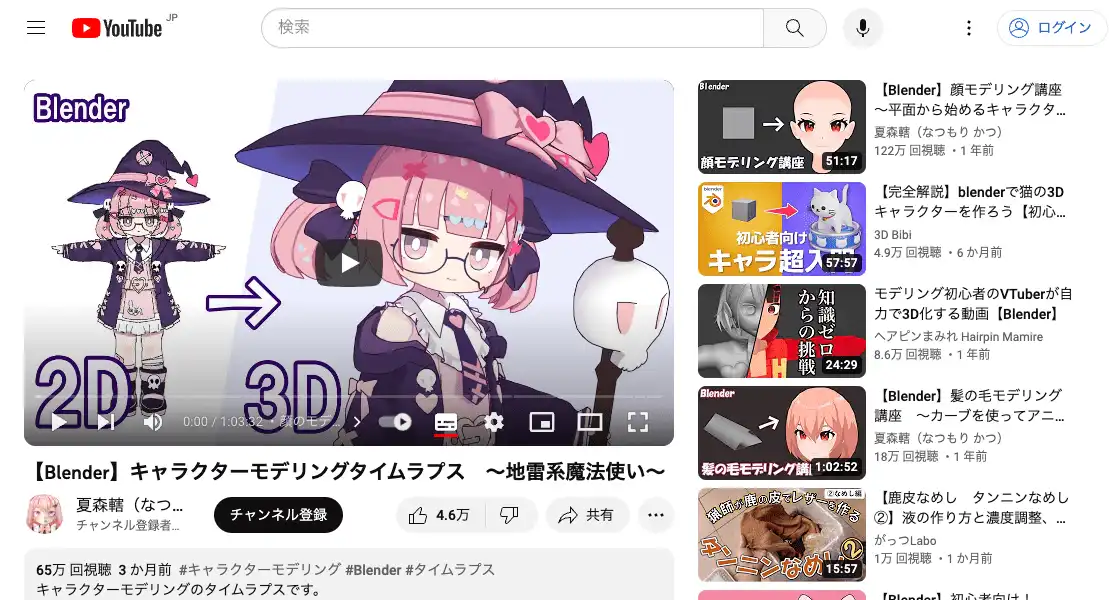 YouTube JP
検索
ログイン
Blender
2D
3D
0:00 / 1:03:32 • 顔のモデ...
【Blender】キャラクターモデリングタイムラプス　〜地雷系魔法使い〜
夏森轄（なつ...
チャンネル登録者...
チャンネル登録
4.6万
共有
65万 回視聴 3 か月前 #キャラクターモデリング #Blender #タイムラプス
キャラクターモデリングのタイムラプスです。
Blender
顔モデリング講座
51:17
【Blender】顔モデリング講座
〜平面から始めるキャラクタ...
夏森轄（なつもり かつ）
122万 回視聴 • 1 年前
blender
初心者向け
キャラ超入
57:57
【完全解説】blenderで猫の3D
キャラクターを作ろう【初心...
3D Bibi
4.9万 回視聴 • 6 か月前
知識ゼロ
からの挑戦
24:29
モデリング初心者のVTuberが自
力で3D化する動画【Blender】
ヘアピンまみれ Hairpin Mamire
8.6万 回視聴 • 1 年前
Blender
髪の毛モデリング講
1:02:52
【Blender】髪の毛モデリング
講座　〜カーブを使ってアニ...
夏森轄（なつもり かつ）
18万 回視聴 • 1 年前
②なめし編
猟師が鹿の皮でレザーを作る
タンニンなめし②
15:57
【鹿皮なめし　タンニンなめし
②】液の作り方と濃度調整、...
がっつLabo
1万 回視聴 • 1 か月前
【Blender】初心者向け！